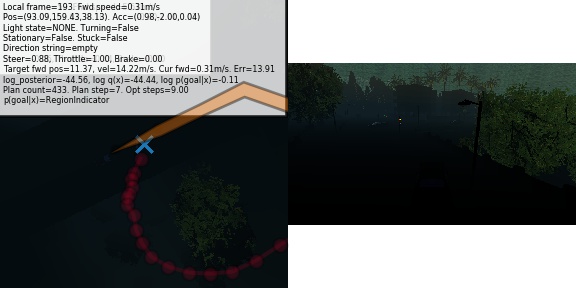 Local frame=193: Fwd speed=0.31m/s
Pos=(93.09,159.43,38.13). Acc=(0.98,-2.00,0.04)
Light state=NONE. Turning=False
Stationary=False. Stuck=False
Direction string=empty
Steer=0.88; Throttle=1.00, Brake=0.00
Target fwd pos=11.37, vel=14.22m/s. Cur fwd=0.31m/s. Err=13.91
log_posterior=-44.56, log q(x)=-44.44, log p(goal|x)=-0.11
Plan count=433. Plan step=7. Opt steps=9.00
p(goal|x)=RegionIndicator